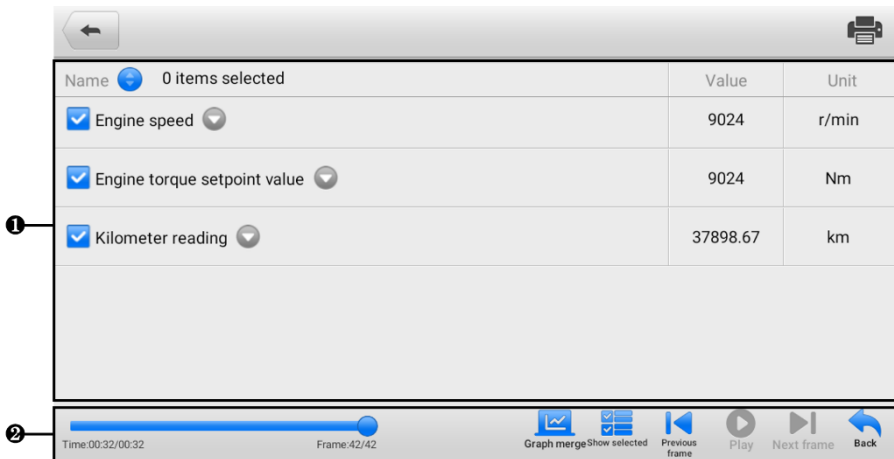 Name 0 items selected Value Unit
Engine speed 9024 r/min
Engine torque setpoint value 9024 Nm
❶
Kilometer reading 37898.67 km
❷
Time:00:32/00:32 Frame:42/42 Graph merge Show selected Previous frame Play Next frame Back